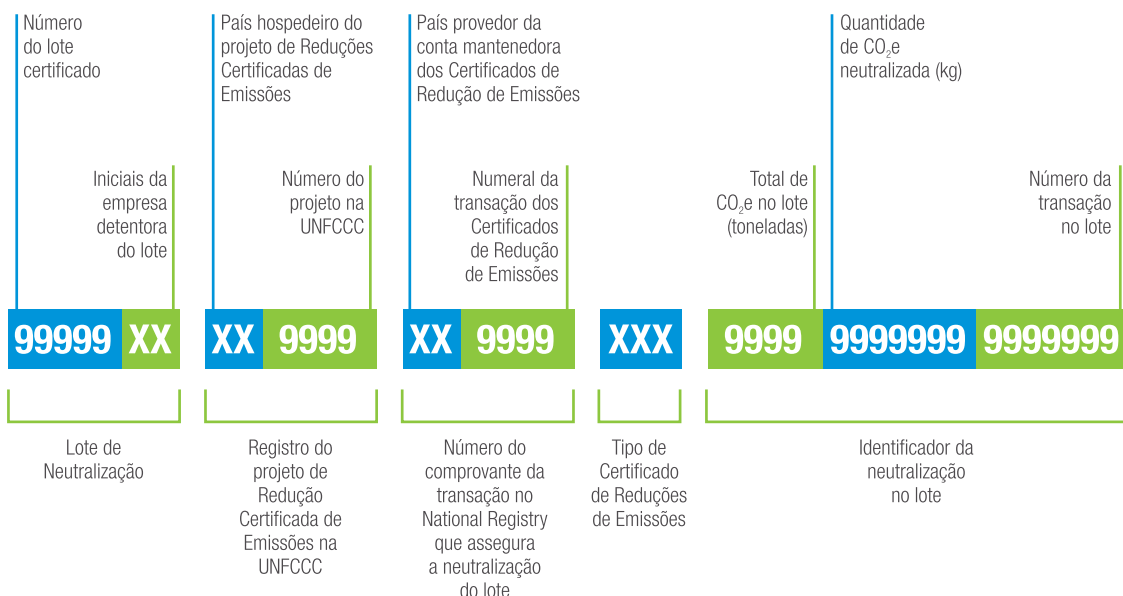 Número
do lote
certificado
País hospedeiro do
projeto de Reduções
Certificadas de
Emissões
País provedor da
conta mantenedora
dos Certificados de
Redução de Emissões
Quantidade
de CO₂e
neutralizada (kg)
Iniciais da
empresa
detentora
do lote
Número do
projeto na
UNFCCC
Numeral da
transação dos
Certificados
de Redução
de Emissões
Total de
CO₂e no lote
(toneladas)
Número da
transação
no lote
99999 XX XX 9999 XX 9999 XXX 9999 9999999 9999999
Lote de
Neutralização
Registro do
projeto de
Redução
Certificada de
Emissões na
UNFCCC
Número do
comprovante da
transação no
National Registry
que assegura
a neutralização
do lote
Tipo de
Certificado
de Reduções
de Emissões
Identificador da
neutralização
no lote